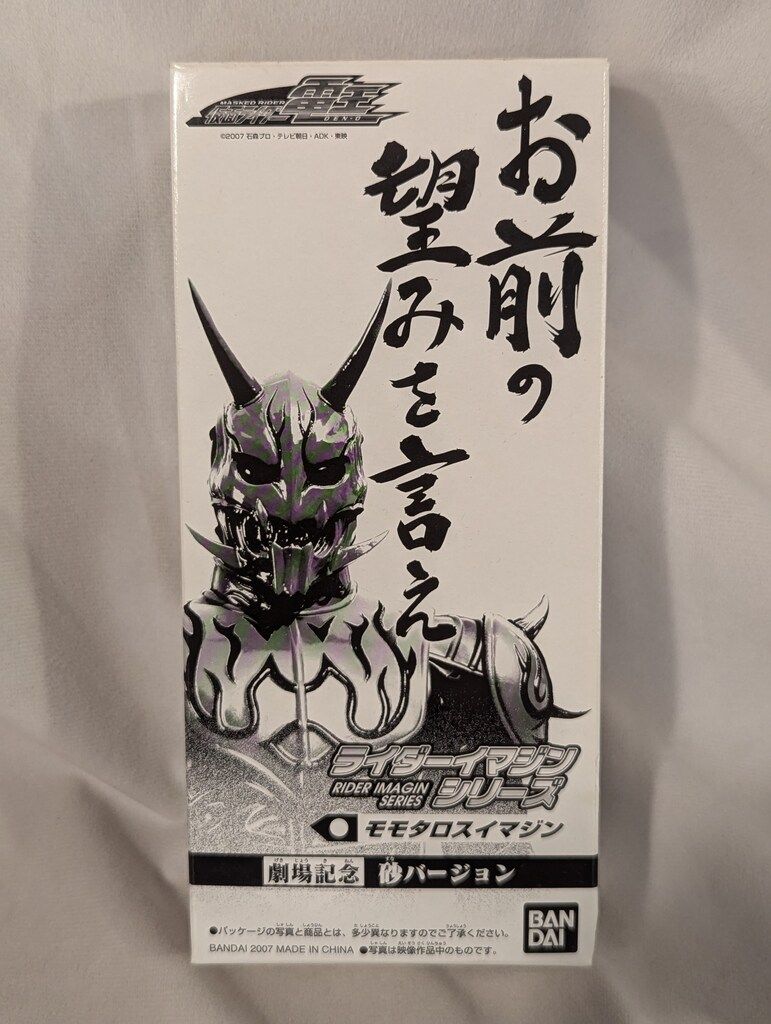 MASKED RIDER
仮面ライダー電王
DEN-O
©2007 石森プロ・テレビ朝日・ADK・東映
お前の
望みを言え
ライダーイマジン
RIDER IMAGIN
SERIES
シリーズ
モモタロスイマジン
劇場記念 砂バージョン
●パッケージの写真と商品とは、多少異なりますのでご了承ください。
BANDAI 2007 MADE IN CHINA ●写真は映像作品中のものです。
BAN
DAI